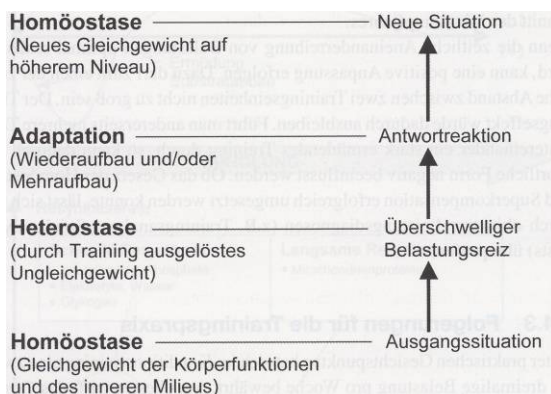 Homöostase Neue Situation
(Neues Gleichgewicht auf
höherem Niveau)
Adaptation Antwortreaktion
(Wiederaufbau und/oder
Mehraufbau)
Heterostase Überschwelliger
(durch Training ausgelöstes Belastungsreiz
Ungleichgewicht)
Homöostase Ausgangssituation
(Gleichgewicht der Körperfunktionen
und des inneren Milieus)